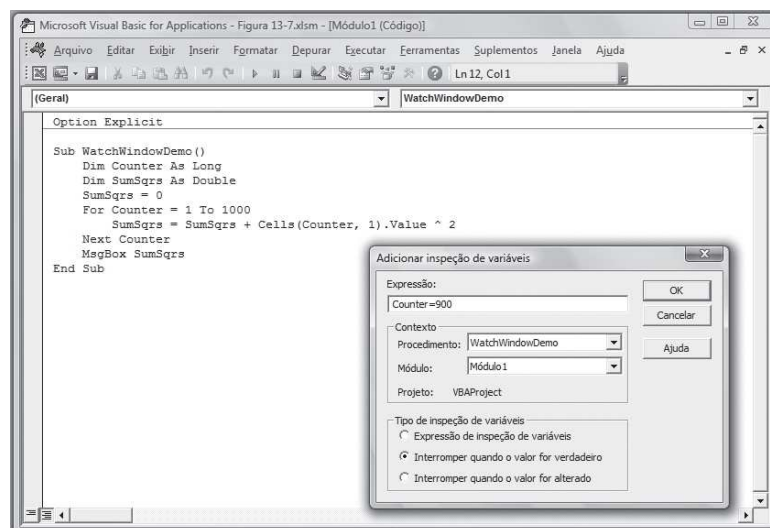 Microsoft Visual Basic for Applications - Figura 13-7.xlsm - [Módulo1 (Código)]
Arquivo Editar Exibir Inserir Formatar Depurar Executar Ferramentas Suplementos Janela Ajuda
Ln 12, Col 1
(Geral) WatchWindowDemo
Option Explicit
Sub WatchWindowDemo()
Dim Counter As Long
Dim SumSqrs As Double
SumSqrs = 0
For Counter = 1 To 1000
SumSqrs = SumSqrs + Cells(Counter, 1).Value ^ 2
Next Counter
MsgBox SumSqrs
End Sub
Adicionar inspeção de variáveis
Expressão:
Counter=900
OK
Cancelar
Ajuda
Contexto
Procedimento: WatchWindowDemo
Módulo: Módulo1
Projeto: VBAProject
Tipo de inspeção de variáveis
Expressão de inspeção de variáveis
Interromper quando o valor for verdadeiro
Interromper quando o valor for alterado